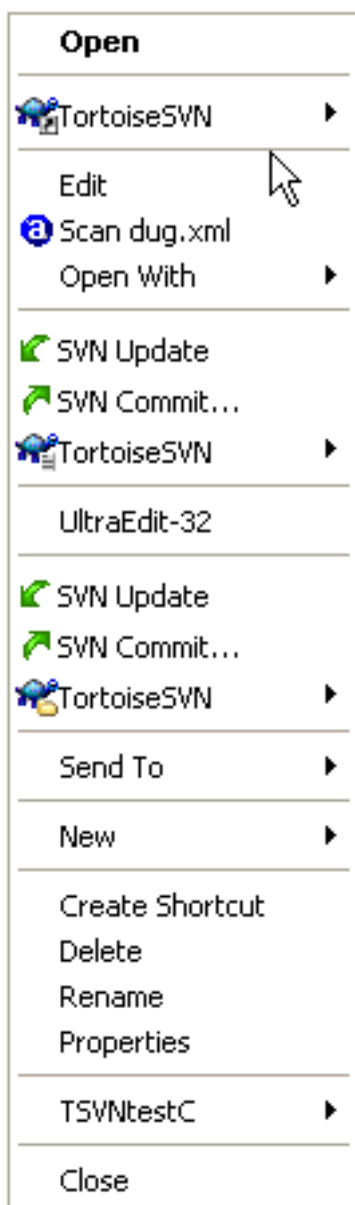 Open
TortoiseSVN
Edit
Scan dug.xml
Open With
SVN Update
SVN Commit...
TortoiseSVN
UltraEdit-32
SVN Update
SVN Commit...
TortoiseSVN
Send To
New
Create Shortcut
Delete
Rename
Properties
TSVNtestC
Close